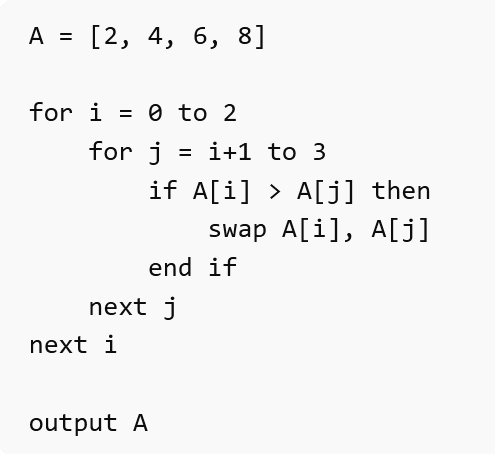 A = [2, 4, 6, 8]

for i = 0 to 2
    for j = i+1 to 3
        if A[i] > A[j] then
            swap A[i], A[j]
        end if
    next j
next i

output A